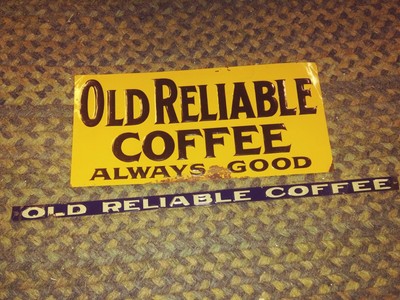 OLD RELIABLE
COFFEE
ALWAYS GOOD
OLD RELIABLE COFFEE